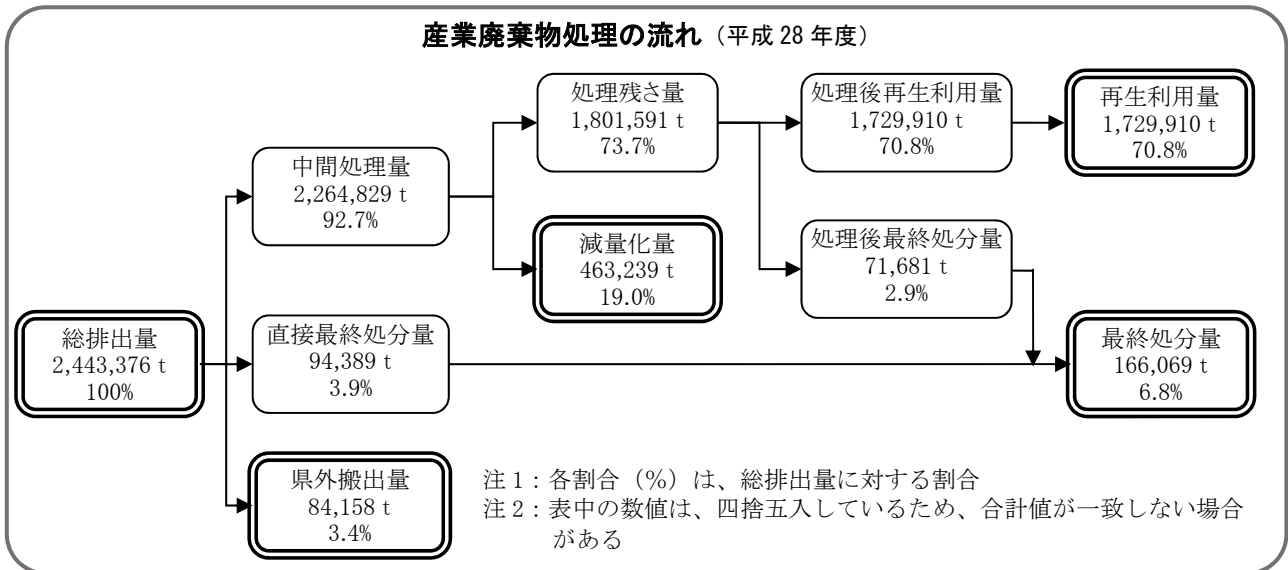 産業廃棄物処理の流れ（平成 28 年度）
処理残さ量
1,801,591 t
73.7%
処理後再生利用量
1,729,910 t
70.8%
再生利用量
1,729,910 t
70.8%
中間処理量
2,264,829 t
92.7%
減量化量
463,239 t
19.0%
処理後最終処分量
71,681 t
2.9%
総排出量
2,443,376 t
100%
直接最終処分量
94,389 t
3.9%
最終処分量
166,069 t
6.8%
県外搬出量
84,158 t
3.4%
注 1：各割合（%）は、総排出量に対する割合
注 2：表中の数値は、四捨五入しているため、合計値が一致しない場合
がある